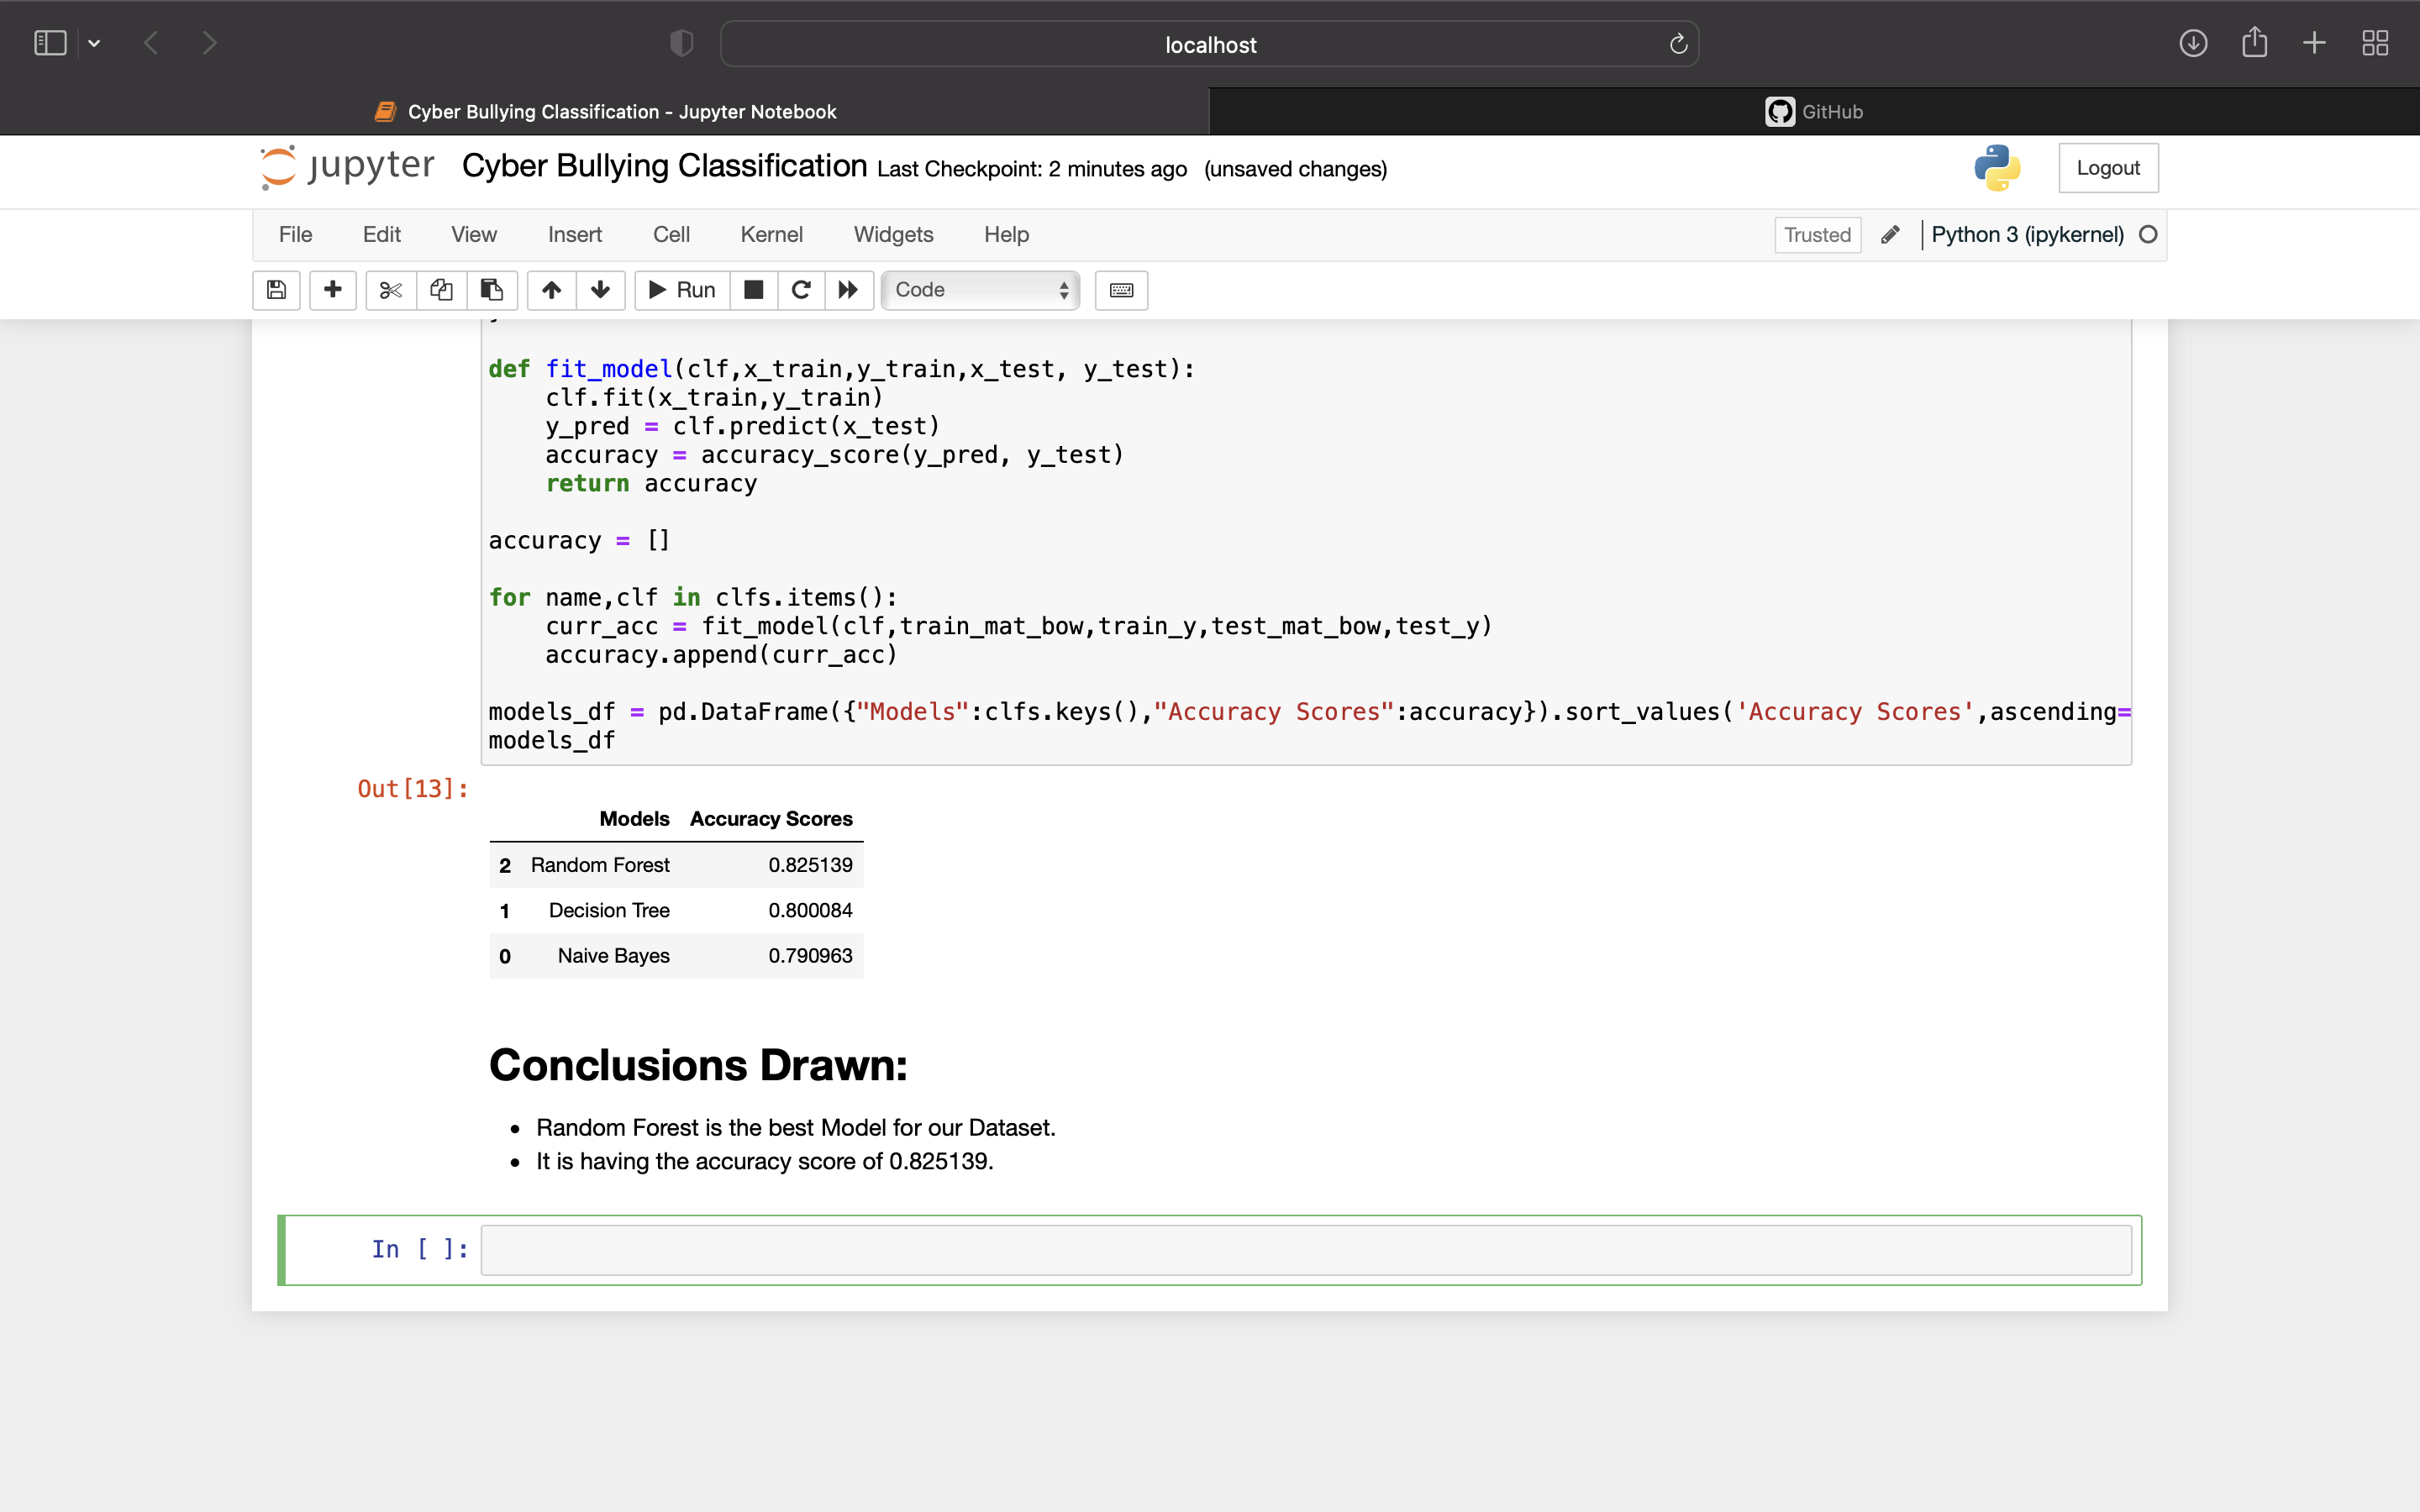 localhost
Cyber Bullying Classification - Jupyter Notebook
GitHub
jupyter Cyber Bullying Classification Last Checkpoint: 2 minutes ago (unsaved changes)
Logout
File Edit View Insert Cell Kernel Widgets Help
Trusted Python 3 (ipykernel)
Run Code
def fit_model(clf,x_train,y_train,x_test, y_test):
    clf.fit(x_train,y_train)
    y_pred = clf.predict(x_test)
    accuracy = accuracy_score(y_pred, y_test)
    return accuracy
accuracy = []
for name,clf in clfs.items():
    curr_acc = fit_model(clf,train_mat_bow,train_y,test_mat_bow,test_y)
    accuracy.append(curr_acc)
models_df = pd.DataFrame({"Models":clfs.keys(),"Accuracy Scores":accuracy}).sort_values('Accuracy Scores',ascending=
models_df
Out[13]:
Models Accuracy Scores
2 Random Forest 0.825139
1 Decision Tree 0.800084
0 Naive Bayes 0.790963
Conclusions Drawn:
• Random Forest is the best Model for our Dataset.
• It is having the accuracy score of 0.825139.
In [ ]: